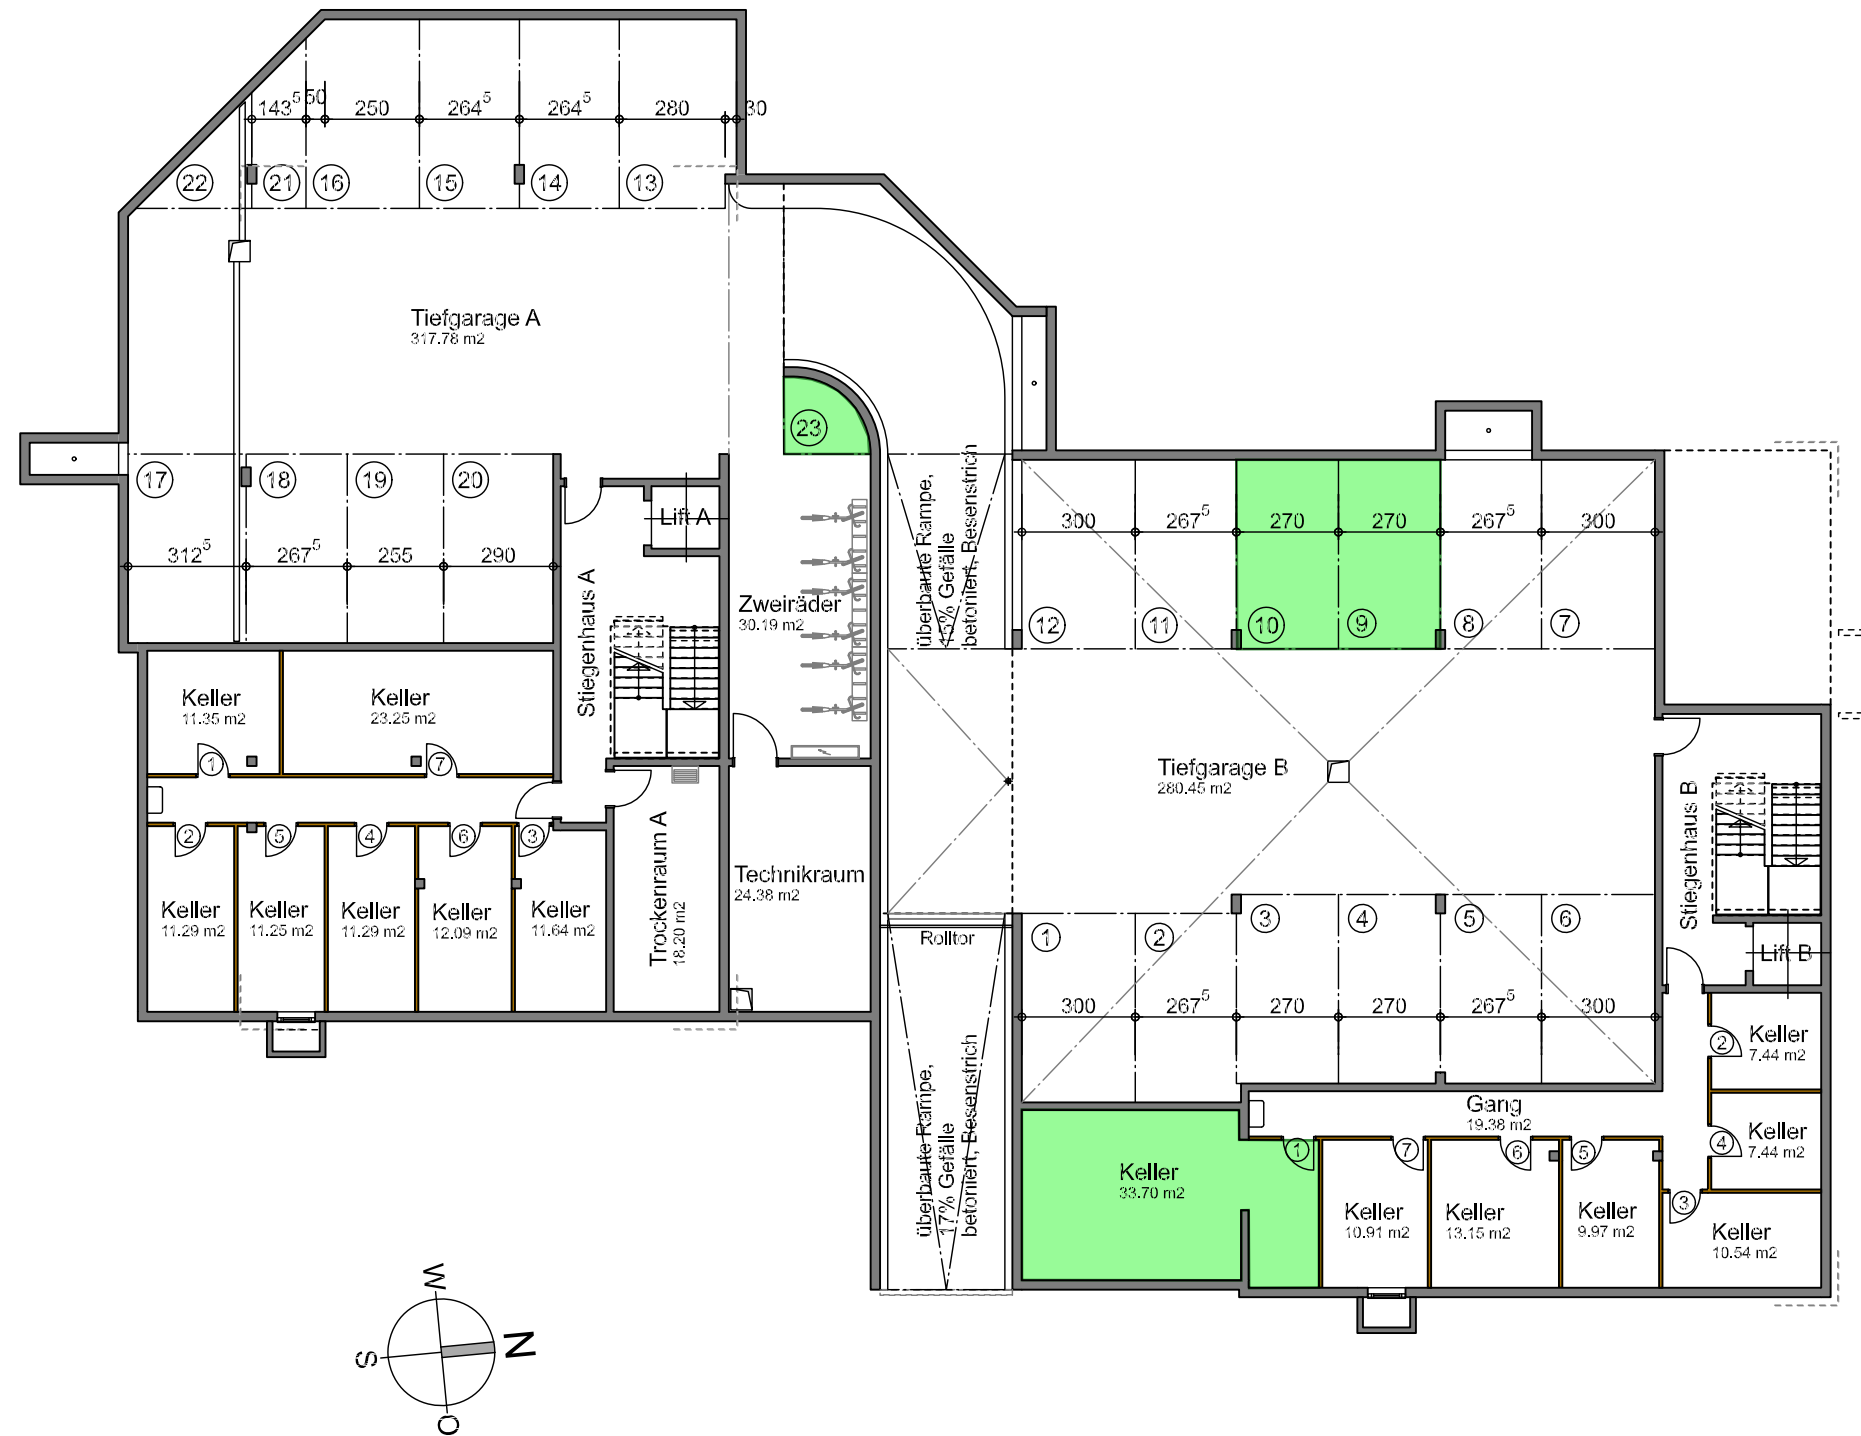 143⁵ 50 250 264⁵ 264⁵ 280 30
22 21 16 15 14 13
Tiefgarage A
317.78 m2
23
17 18 19 20
312⁵ 267⁵ 255 290
Lift A
Stiegenhaus A
Zweiräder
30.19 m2
überbaute Rampe,
15% Gefälle
betoniert, Besenstrich
300 267⁵ 270 270 267⁵ 300
12 11 10 9 8 7
Keller
11.35 m2
Keller
23.25 m2
1 7
2 5 4 6 3
Keller
11.29 m2
Keller
11.25 m2
Keller
11.29 m2
Keller
12.09 m2
Keller
11.64 m2
Trockenraum A
18.20 m2
Technikraum
24.38 m2
Tiefgarage B
280.45 m2
Stiegenhaus B
Lift B
Rolltor
1 2 3 4 5 6
300 267⁵ 270 270 267⁵ 300
überbaute Rampe,
17% Gefälle
betoniert, Besenstrich
Gang
19.38 m2
2
Keller
7.44 m2
4
Keller
7.44 m2
1 7 6 5 3
Keller
33.70 m2
Keller
10.91 m2
Keller
13.15 m2
Keller
9.97 m2
Keller
10.54 m2
W
N
S
O